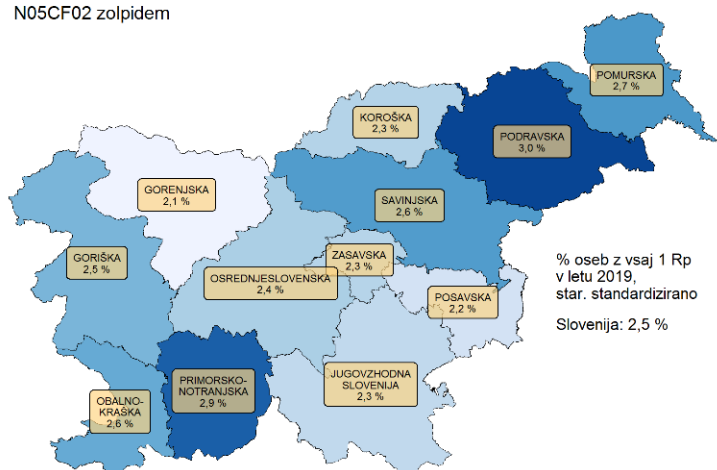 N05CF02 zolpidem
POMURSKA
2,7 %
KOROŠKA
2,3 %
PODRAVSKA
3,0 %
GORENJSKA
2,1 %
SAVINJSKA
2,6 %
GORIŠKA
2,5 %
ZASAVSKA
2,3 %
OSREDNJESLOVENSKA
2,4 %
POSAVSKA
2,2 %
% oseb z vsaj 1 Rp
v letu 2019,
star. standardizirano
Slovenija: 2,5 %
PRIMORSKO-
NOTRANJSKA
2,9 %
JUGOVZHODNA
SLOVENIJA
2,3 %
OBALNO-
KRAŠKA
2,6 %